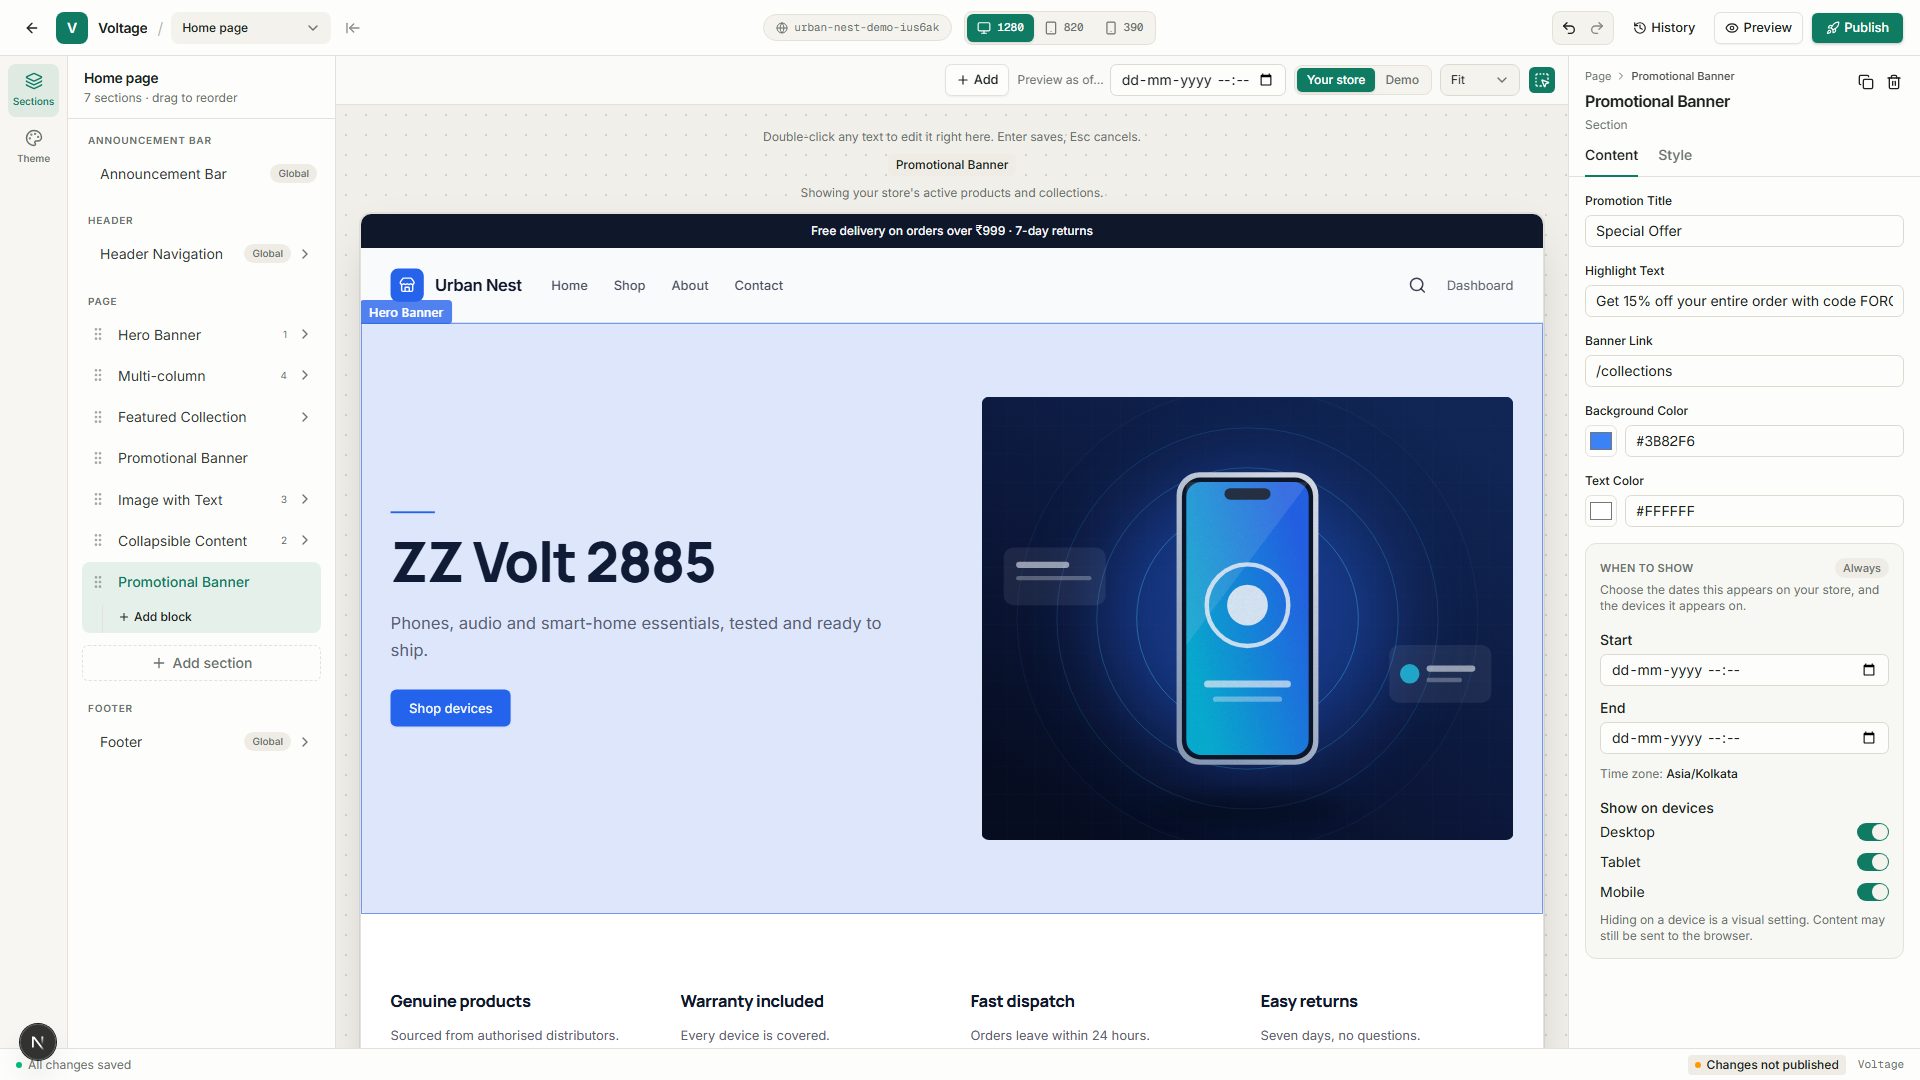 V Voltage / Home page
urban-nest-demo-ius6ak
1280 820 390
History Preview Publish
Sections
Theme
Home page
7 sections · drag to reorder
ANNOUNCEMENT BAR
Announcement Bar Global
HEADER
Header Navigation Global
PAGE
Hero Banner 1
Multi-column 4
Featured Collection
Promotional Banner
Image with Text 3
Collapsible Content 2
Promotional Banner
+ Add block
+ Add section
FOOTER
Footer Global
+ Add Preview as of... dd-mm-yyyy --:-- Your store Demo Fit
Double-click any text to edit it right here. Enter saves, Esc cancels.
Promotional Banner
Showing your store's active products and collections.
Free delivery on orders over ₹999 · 7-day returns
Urban Nest Home Shop About Contact Dashboard
Hero Banner
ZZ Volt 2885
Phones, audio and smart-home essentials, tested and ready to
ship.
Shop devices
Genuine products
Sourced from authorised distributors.
Warranty included
Every device is covered.
Fast dispatch
Orders leave within 24 hours.
Easy returns
Seven days, no questions.
Page > Promotional Banner
Promotional Banner
Section
Content Style
Promotion Title
Special Offer
Highlight Text
Get 15% off your entire order with code
Banner Link
/collections
Background Color
#3B82F6
Text Color
#FFFFFF
WHEN TO SHOW Always
Choose the dates this appears on your store, and
the devices it appears on.
Start
dd-mm-yyyy --:--
End
dd-mm-yyyy --:--
Time zone: Asia/Kolkata
Show on devices
Desktop
Tablet
Mobile
Hiding on a device is a visual setting. Content may
still be sent to the browser.
N
All changes saved
Changes not published Voltage